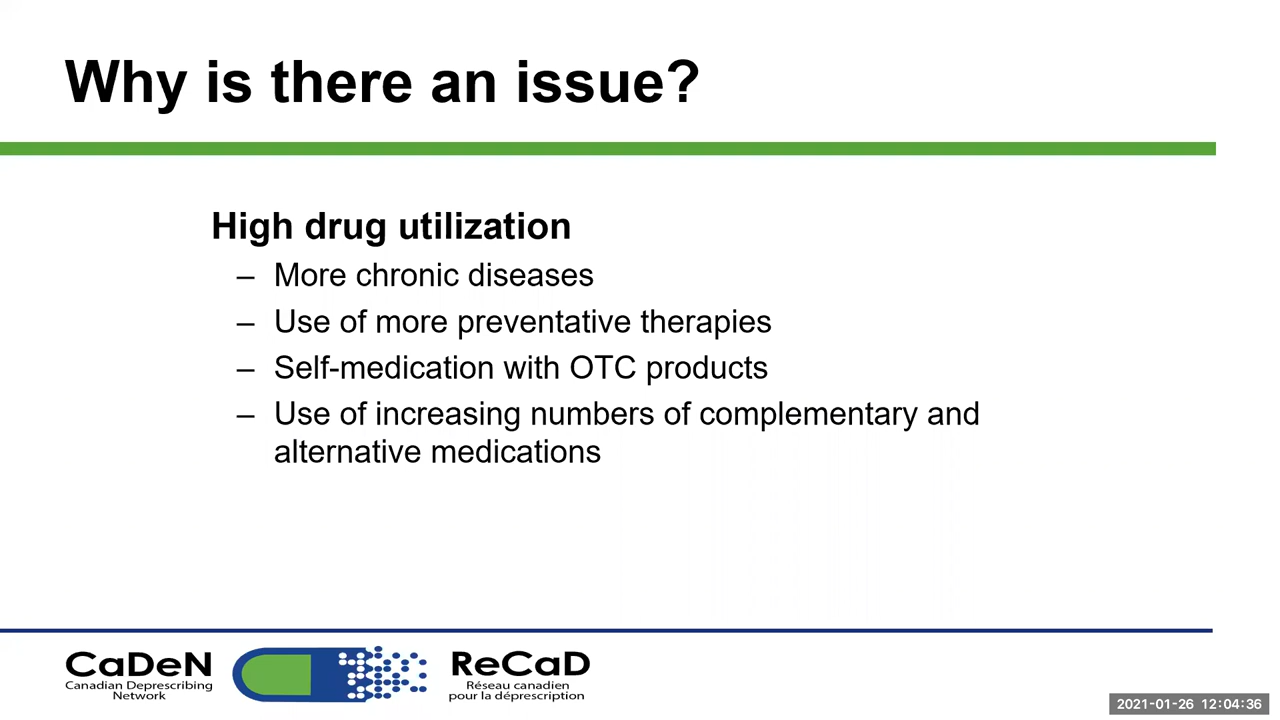 Why is there an issue?
High drug utilization
– More chronic diseases
– Use of more preventative therapies
– Self-medication with OTC products
– Use of increasing numbers of complementary and
alternative medications
CaDeN
Canadian Deprescribing
Network
ReCaD
Réseau canadien
pour la déprescription
2021-01-26 12:04:36